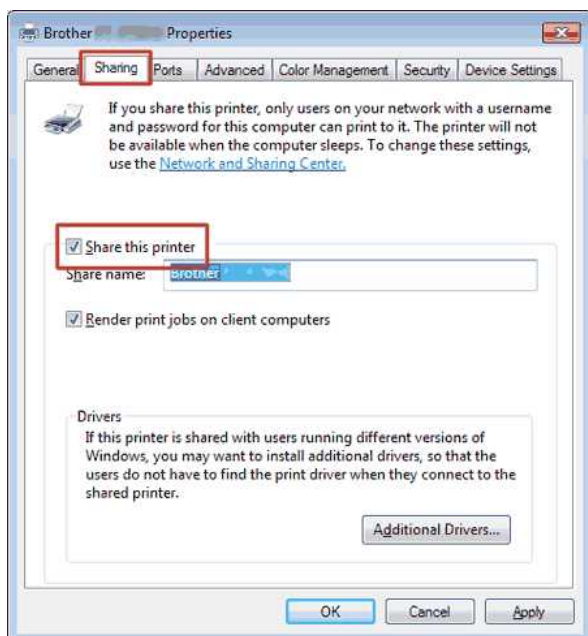 Brother Properties
General Sharing Ports Advanced Color Management Security Device Settings
If you share this printer, only users on your network with a username
and password for this computer can print to it. The printer will not
be available when the computer sleeps. To change these settings,
use the Network and Sharing Center.
Share this printer
Share name: Brother
Render print jobs on client computers
Drivers
If this printer is shared with users running different versions of
Windows, you may want to install additional drivers, so that the
users do not have to find the print driver when they connect to the
shared printer.
Additional Drivers...
OK Cancel Apply